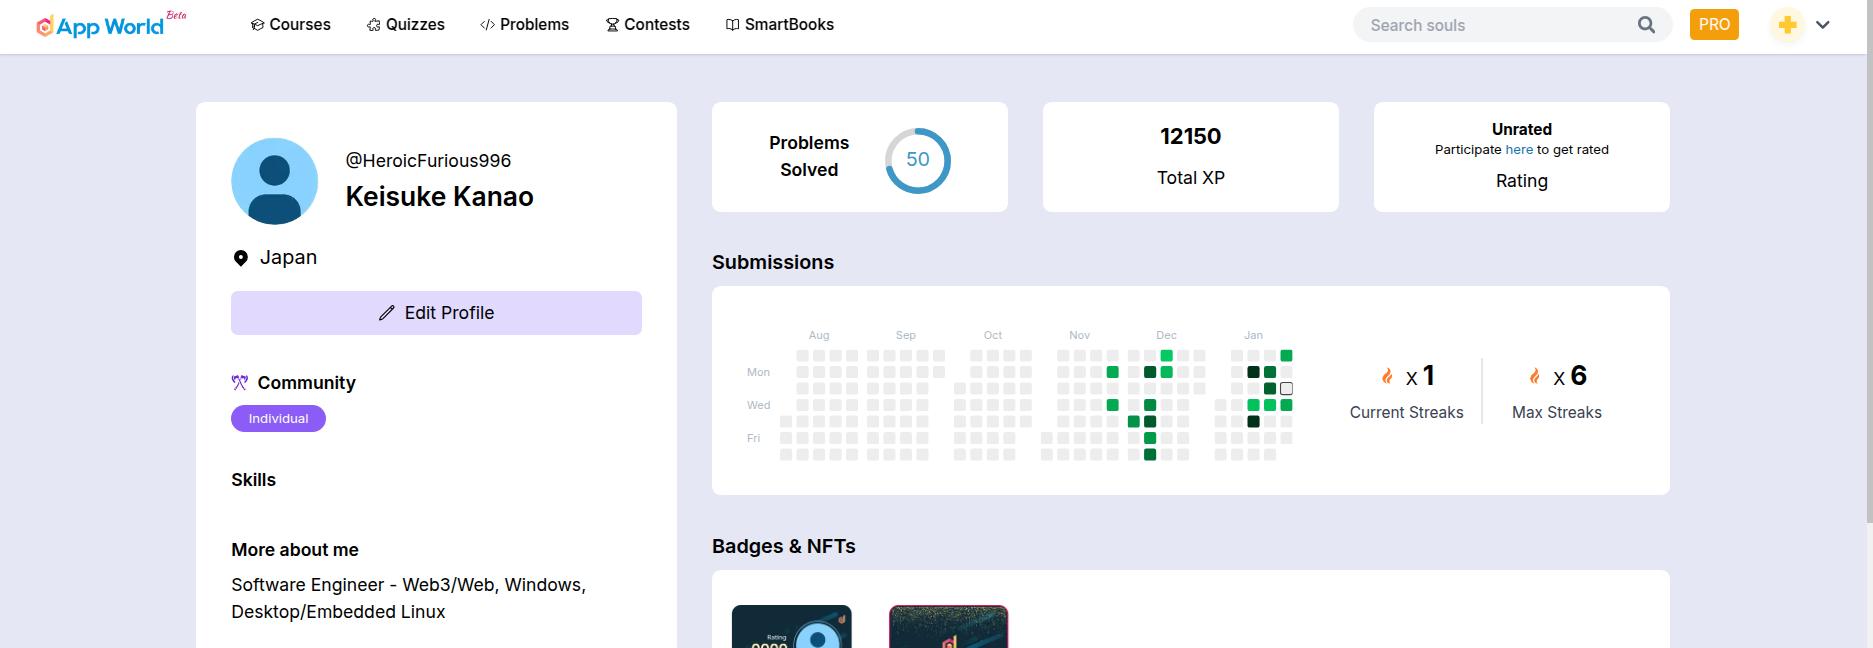 App World Beta
Courses
Quizzes
Problems
Contests
SmartBooks
Search souls
PRO
@HeroicFurious996
Keisuke Kanao
Japan
Edit Profile
Community
Individual
Skills
More about me
Software Engineer - Web3/Web, Windows,
Desktop/Embedded Linux
Problems
Solved
50
12150
Total XP
Unrated
Participate here to get rated
Rating
Submissions
Aug Sep Oct Nov Dec Jan
Mon
Wed
Fri
x 1
Current Streaks
x 6
Max Streaks
Badges & NFTs
Rating